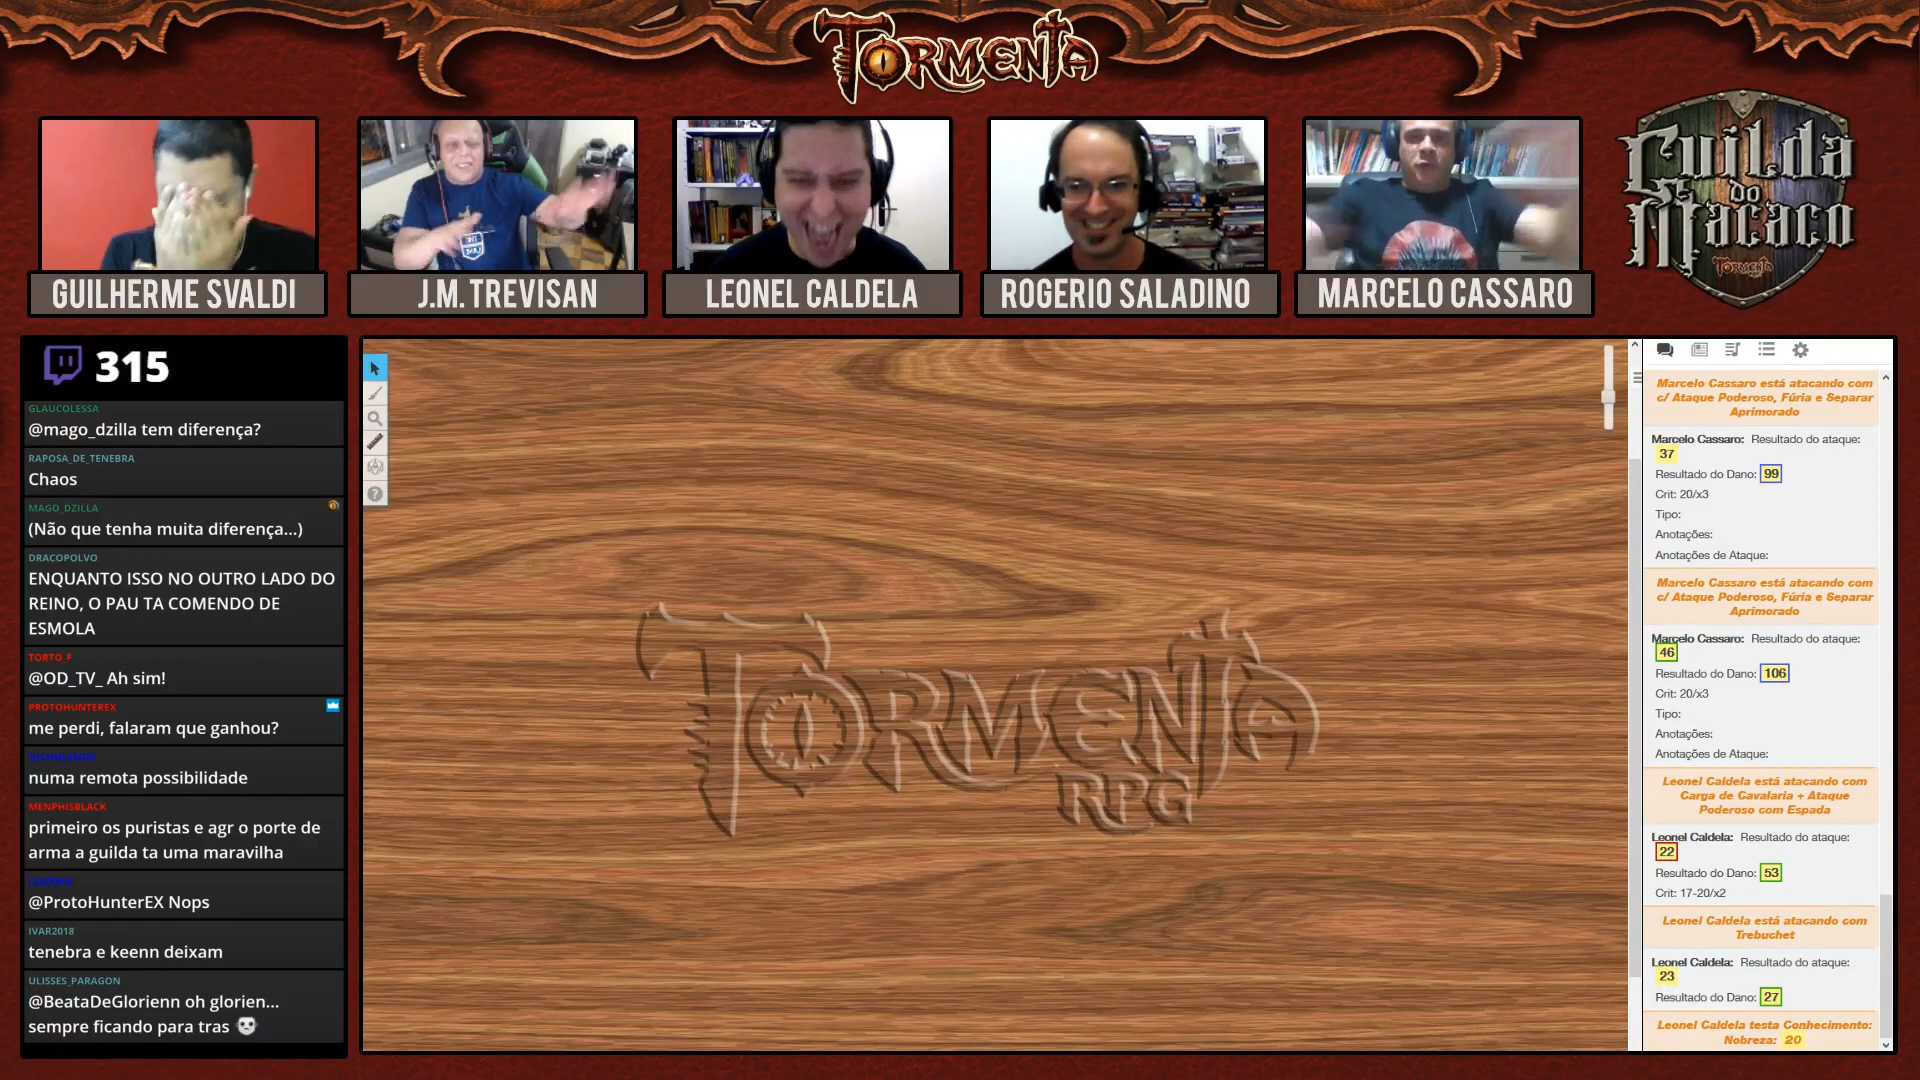 TORMENTA
Guilda
do
Macaco
TORMENTA
GUILHERME SVALDI
J.M. TREVISAN
LEONEL CALDELA
ROGERIO SALADINO
MARCELO CASSARO
315
GLAUCOLESSA
@mago_dzilla tem diferença?
RAPOSA_DE_TENEBRA
Chaos
MAGO_DZILLA
(Não que tenha muita diferença...)
DRACOPOLVO
ENQUANTO ISSO NO OUTRO LADO DO
REINO, O PAU TA COMENDO DE
ESMOLA
TORTO_F
@OD_TV_ Ah sim!
PROTOHUNTEREX
me perdi, falaram que ganhou?
numa remota possibilidade
MENPHISBLACK
primeiro os puristas e agr o porte de
arma a guilda ta uma maravilha
@ProtoHunterEX Nops
IVAR2018
tenebra e keenn deixam
ULISSES_PARAGON
@BeataDeGlorienn oh glorien...
sempre ficando para tras
TORMENTA
RPG
Marcelo Cassaro está atacando com
c/ Ataque Poderoso, Fúria e Separar
Aprimorado
Marcelo Cassaro: Resultado do ataque:
37
Resultado do Dano: 99
Crit: 20/x3
Tipo:
Anotações:
Anotações de Ataque:
Marcelo Cassaro está atacando com
c/ Ataque Poderoso, Fúria e Separar
Aprimorado
Marcelo Cassaro: Resultado do ataque:
46
Resultado do Dano: 106
Crit: 20/x3
Tipo:
Anotações:
Anotações de Ataque:
Leonel Caldela está atacando com
Carga de Cavalaria + Ataque
Poderoso com Espada
Leonel Caldela: Resultado do ataque:
22
Resultado do Dano: 53
Crit: 17-20/x2
Leonel Caldela está atacando com
Trebuchet
Leonel Caldela: Resultado do ataque:
23
Resultado do Dano: 27
Leonel Caldela testa Conhecimento:
Nobreza: 20